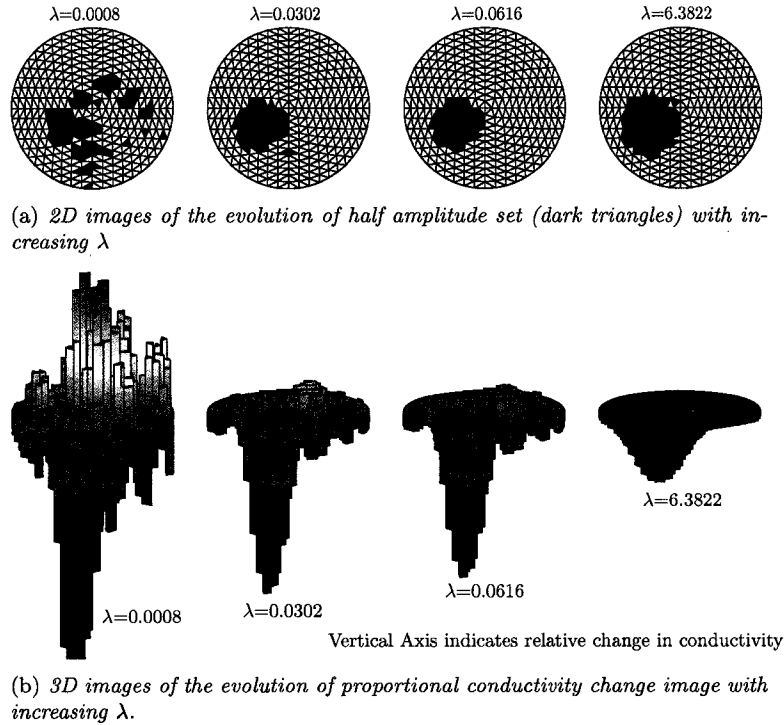 λ=0.0008
λ=0.0302
λ=0.0616
λ=6.3822
(a) 2D images of the evolution of half amplitude set (dark triangles) with in-
creasing λ
λ=6.3822
λ=0.0616
λ=0.0302
λ=0.0008
Vertical Axis indicates relative change in conductivity
(b) 3D images of the evolution of proportional conductivity change image with
increasing λ.